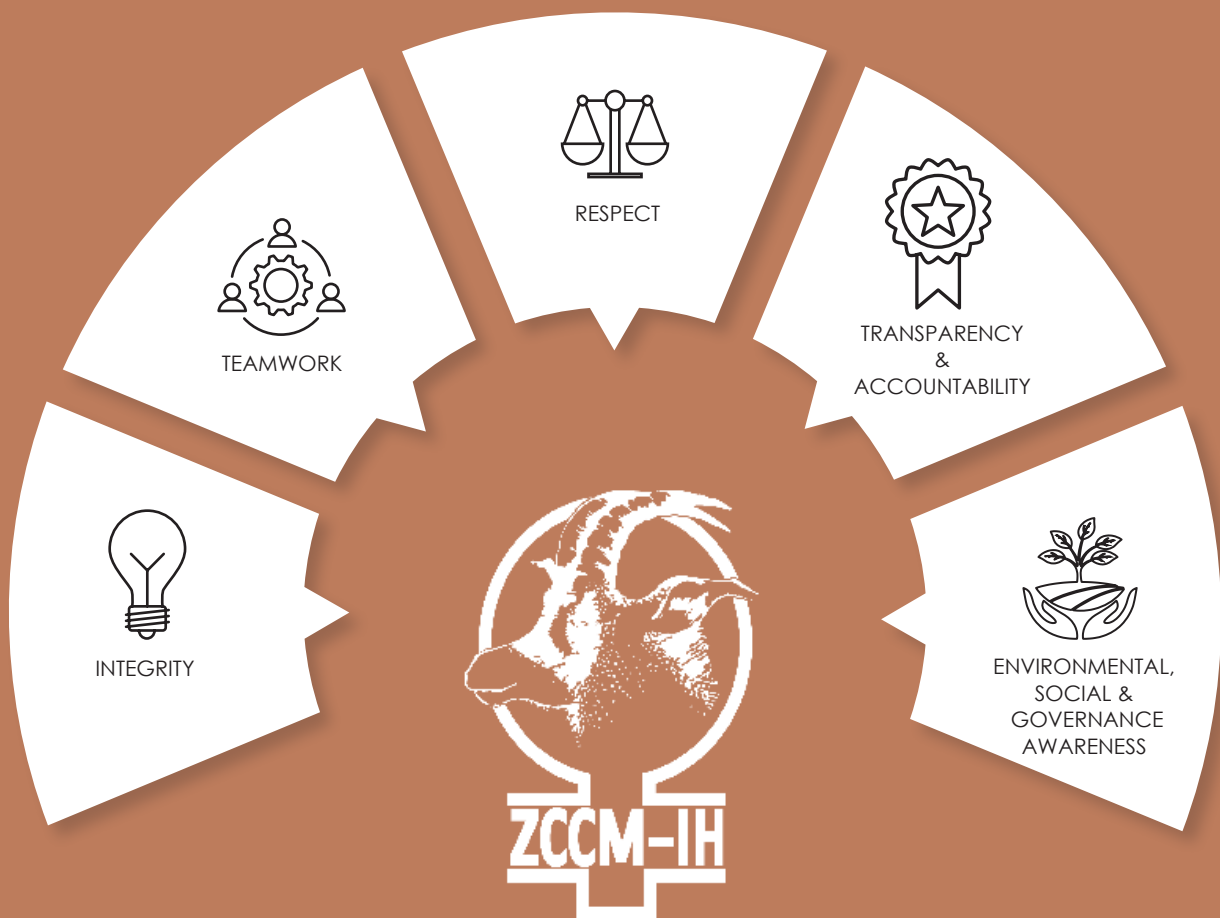 RESPECT
TEAMWORK
TRANSPARENCY
&
ACCOUNTABILITY
INTEGRITY
ENVIRONMENTAL,
SOCIAL &
GOVERNANCE
AWARENESS
ZCCM-IH